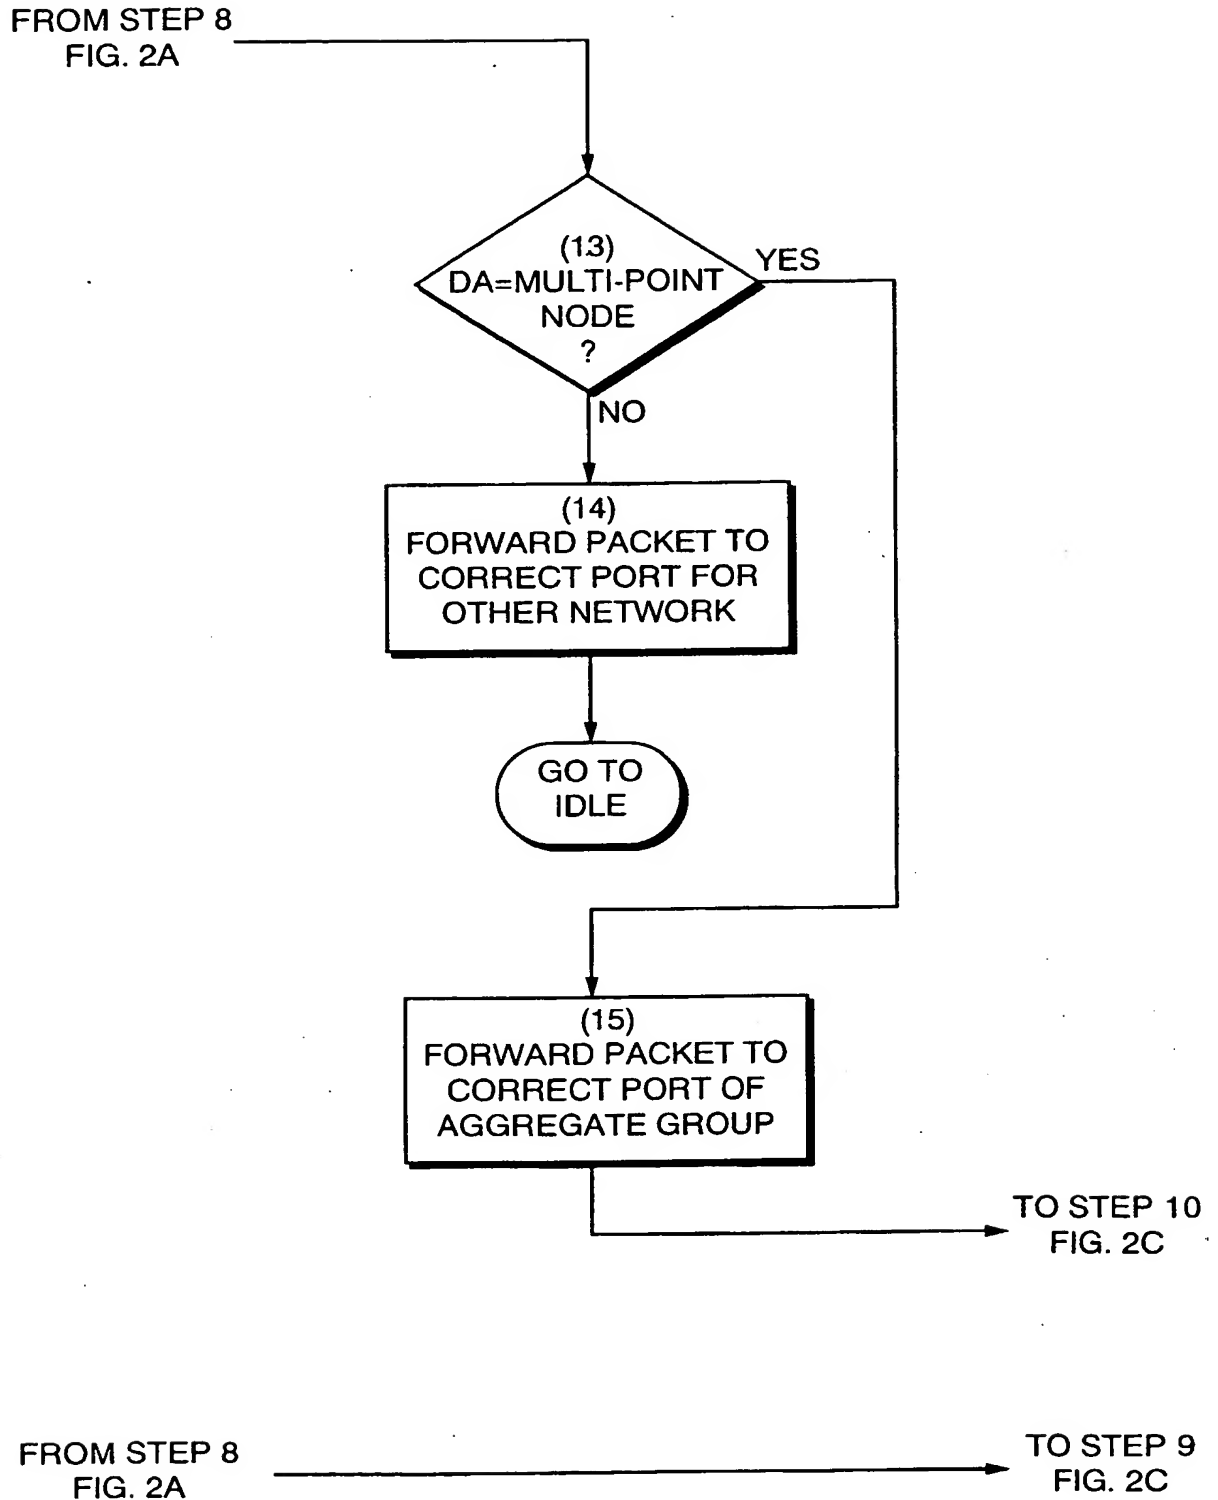 FROM STEP 8
FIG. 2A
(13)
DA=MULTI-POINT
NODE
?
YES
NO
(14)
FORWARD PACKET TO
CORRECT PORT FOR
OTHER NETWORK
GO TO
IDLE
(15)
FORWARD PACKET TO
CORRECT PORT OF
AGGREGATE GROUP
TO STEP 10
FIG. 2C
FROM STEP 8
FIG. 2A
TO STEP 9
FIG. 2C